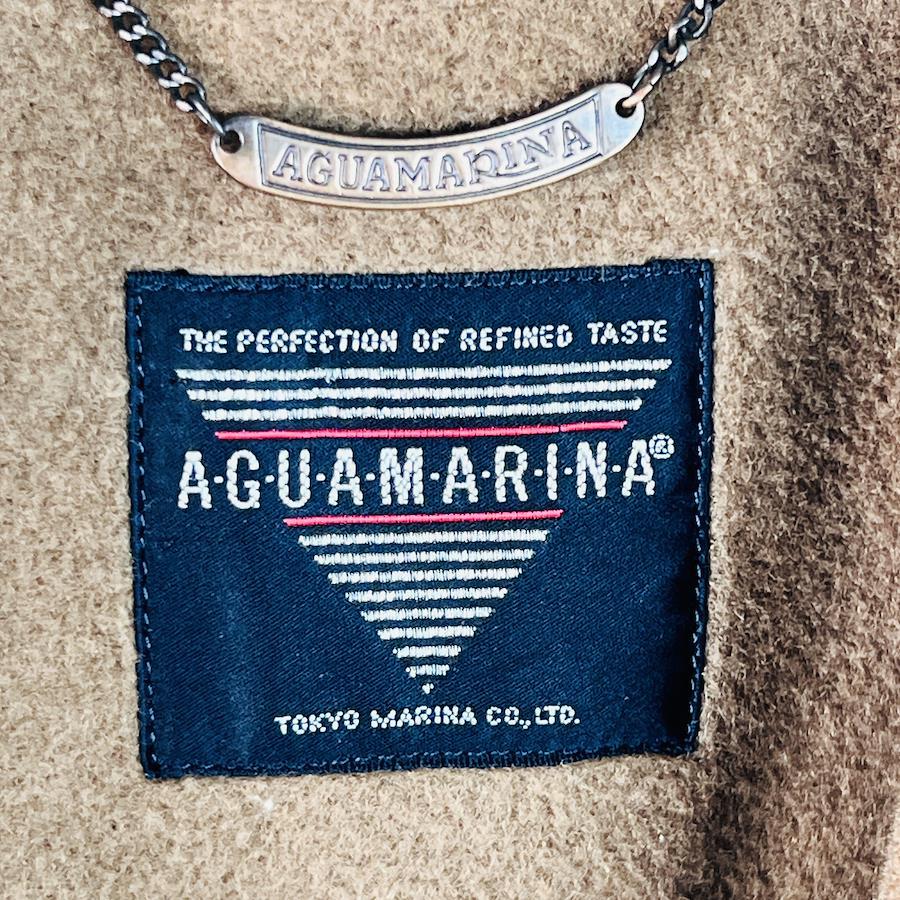 AGUAMARINA
THE PERFECTION OF REFINED TASTE
A·G·U·A·M·A·R·I·N·A®
TOKYO MARINA CO., LTD.